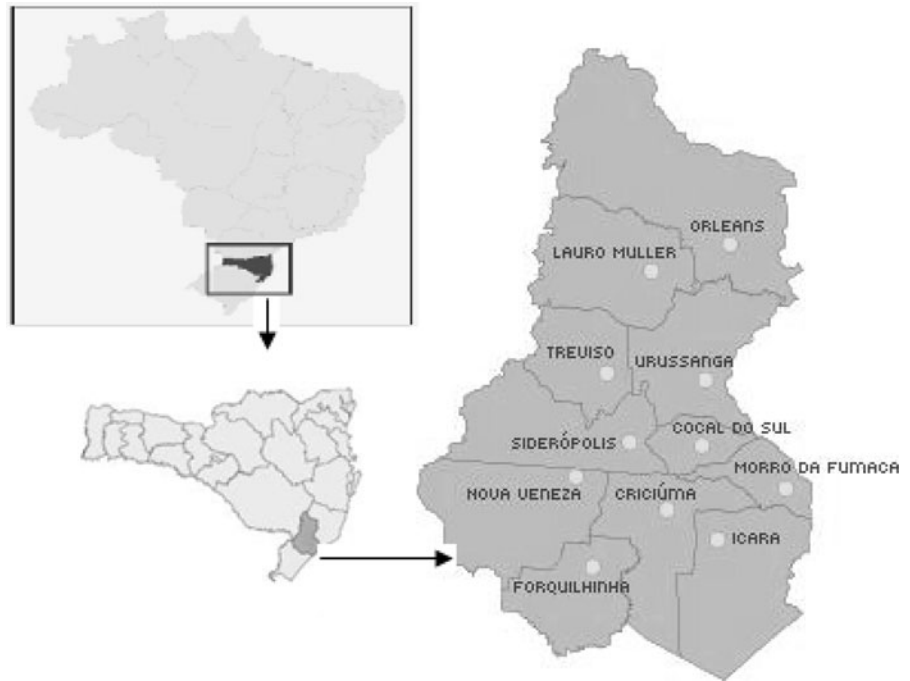 ORLEANS
LAURO MULLER
TREVISO
URUSSANGA
COCAL DO SUL
SIDERÓPOLIS
MORRO DA FUMACA
NOVA VENEZA
CRICIÚMA
ICARA
FORQUILHINHA